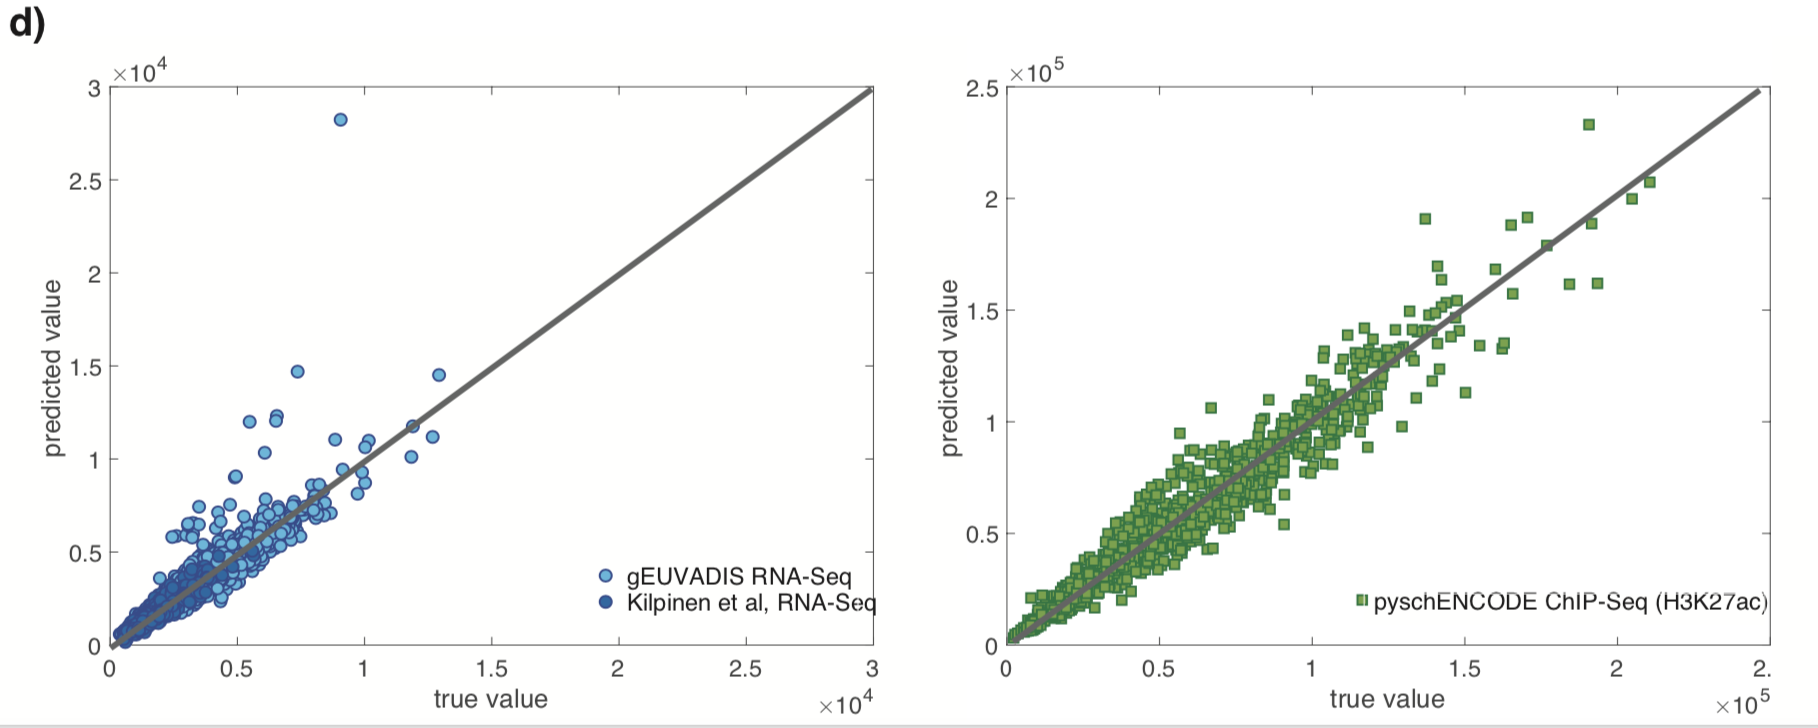 d)
×10⁴
3
2.5
2
1.5
1
0.5
0
predicted value
0 0.5 1 1.5 2 2.5 3
true value
×10⁴
gEUVADIS RNA-Seq
Kilpinen et al, RNA-Seq
×10⁵
2.5
2
1.5
1
0.5
0
predicted value
0 0.5 1 1.5 2 2.
true value
×10⁵
pyschENCODE ChIP-Seq (H3K27ac)